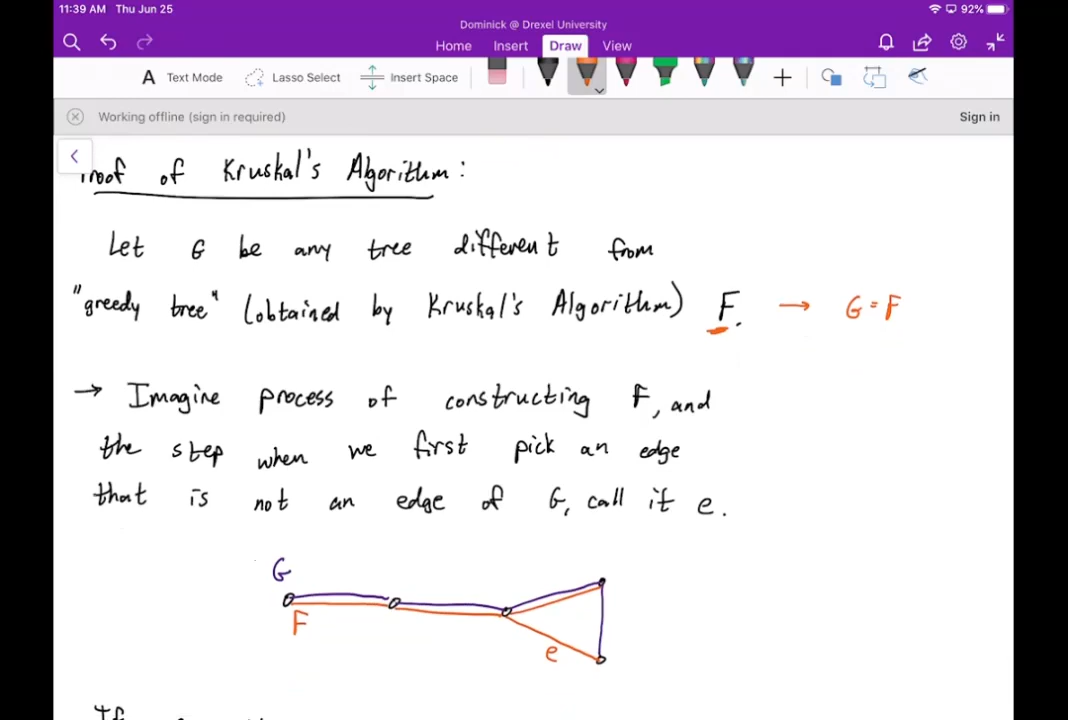 11:39 AM Thu Jun 25
92%
Dominick @ Drexel University
Home Insert Draw View
A Text Mode Lasso Select Insert Space
Working offline (sign in required) Sign in
Proof of Kruskal's Algorithm:
Let G be any tree different from
"greedy tree" (obtained by Kruskal's Algorithm) F. → G = F
→ Imagine process of constructing F, and
the step when we first pick an edge
that is not an edge of G, call it e.
G
F
e
If